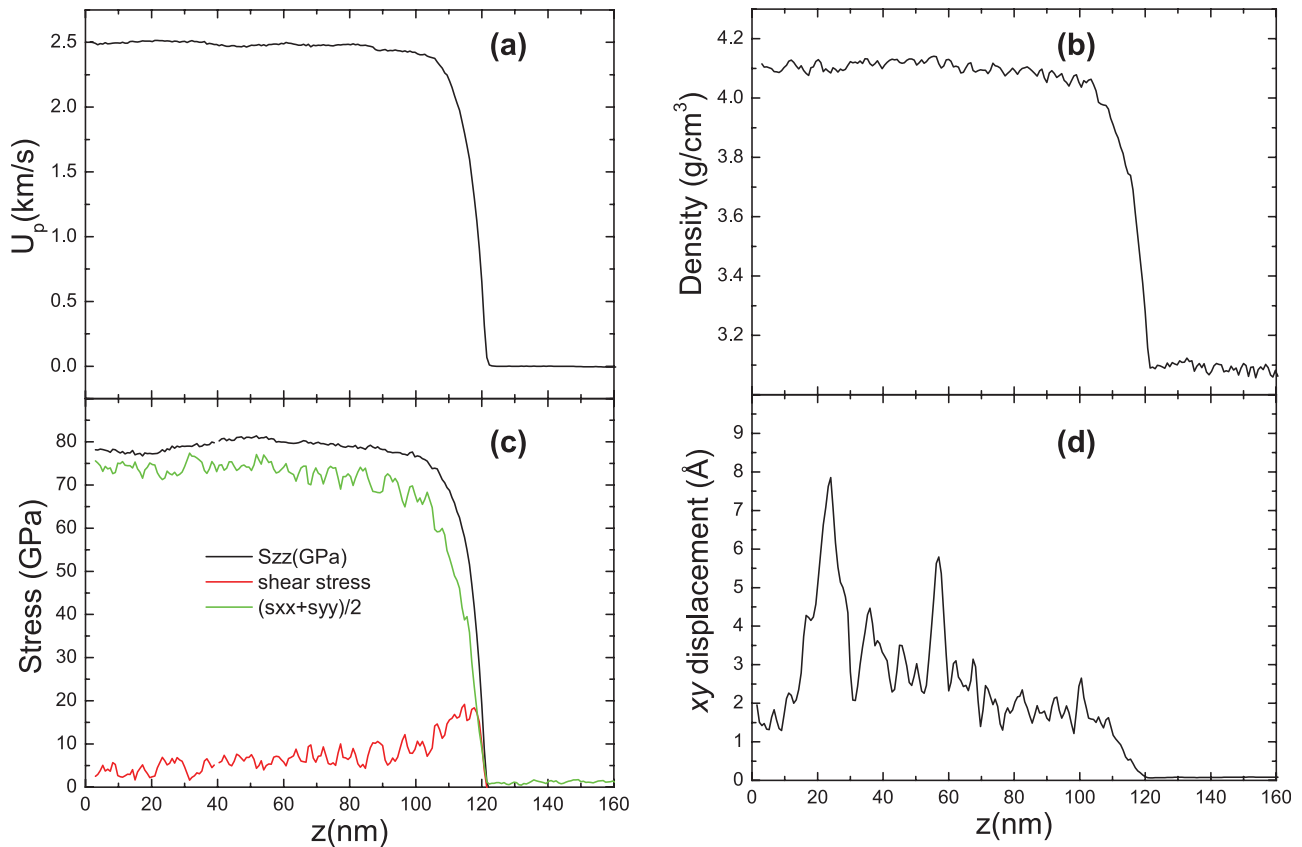 (a)
U_p(km/s)
2.5
2.0
1.5
1.0
0.5
0.0
(b)
Density (g/cm³)
4.2
4.0
3.8
3.6
3.4
3.2
(c)
Stress (GPa)
80
70
60
50
40
30
20
10
0
Szz(GPa)
shear stress
(sxx+syy)/2
0 20 40 60 80 100 120 140 160
z(nm)
(d)
xy displacement (Å)
9
8
7
6
5
4
3
2
1
0
0 20 40 60 80 100 120 140 160
z(nm)